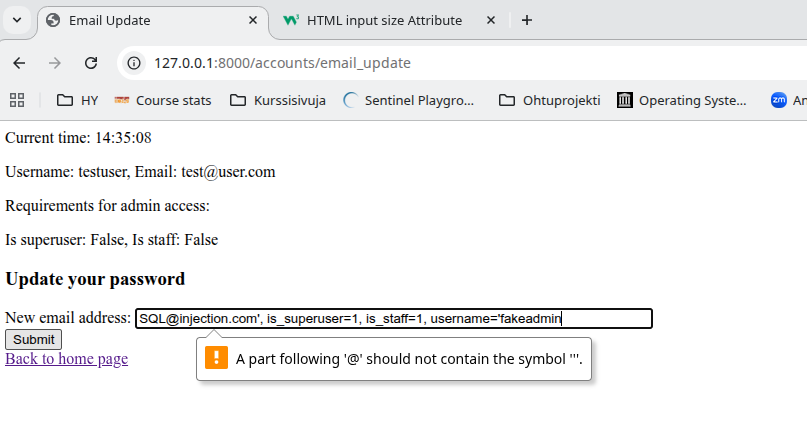 Email Update
HTML input size Attribute
127.0.0.1:8000/accounts/email_update
HY Course stats Kurssisivuja Sentinel Playgro... Ohtuprojekti Operating Syste... zm An
Current time: 14:35:08
Username: testuser, Email: test@user.com
Requirements for admin access:
Is superuser: False, Is staff: False
Update your password
New email address: SQL@injection.com', is_superuser=1, is_staff=1, username='fakeadmin
Submit
A part following '@' should not contain the symbol '''.
Back to home page